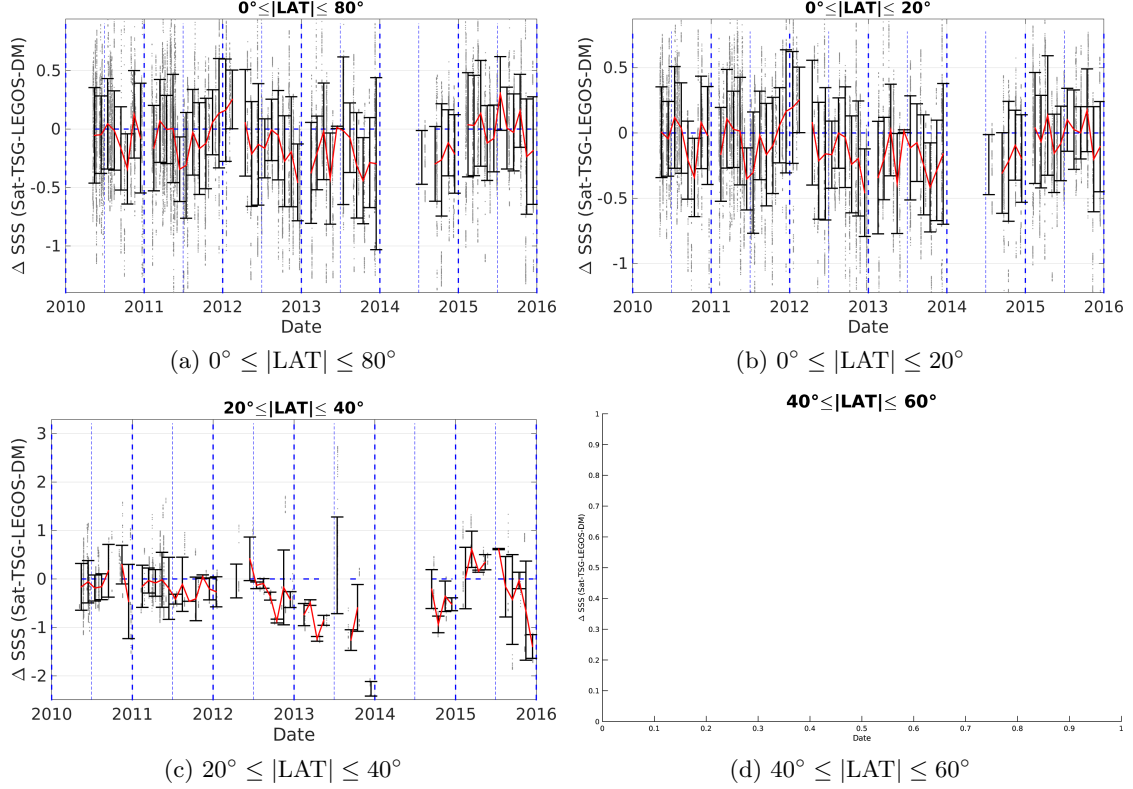 0°≤|LAT|≤ 80°
Δ SSS (Sat-TSG-LEGOS-DM)
0.5
0
-0.5
-1
2010 2011 2012 2013 2014 2015 2016
Date
(a) 0° ≤ |LAT| ≤ 80°
0°≤|LAT|≤ 20°
Δ SSS (Sat-TSG-LEGOS-DM)
0.5
0
-0.5
-1
2010 2011 2012 2013 2014 2015 2016
Date
(b) 0° ≤ |LAT| ≤ 20°
20°≤|LAT|≤ 40°
Δ SSS (Sat-TSG-LEGOS-DM)
3
2
1
0
-1
-2
2010 2011 2012 2013 2014 2015 2016
Date
(c) 20° ≤ |LAT| ≤ 40°
40°≤|LAT|≤ 60°
Δ SSS (Sat-TSG-LEGOS-DM)
1
0.9
0.8
0.7
0.6
0.5
0.4
0.3
0.2
0.1
0
0 0.1 0.2 0.3 0.4 0.5 0.6 0.7 0.8 0.9 1
Date
(d) 40° ≤ |LAT| ≤ 60°